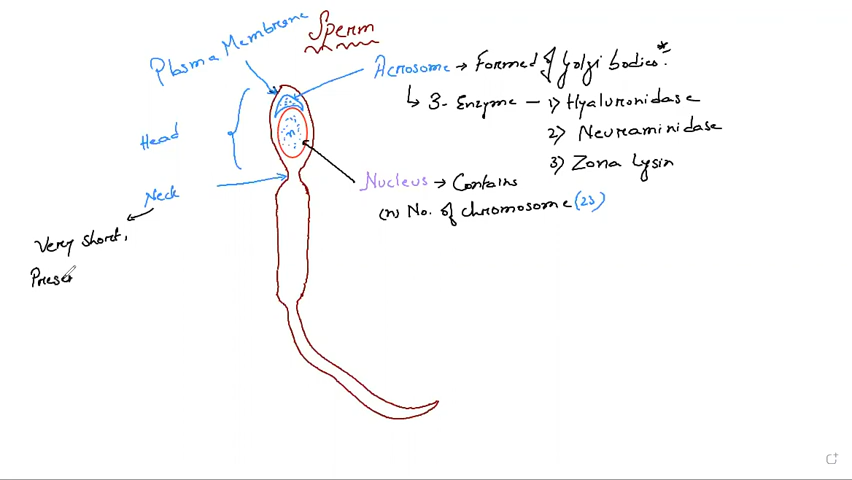 Sperm
Plasma Membrane
Acrosome → Formed of Golgi bodies*.
↳ 3 - Enzyme - 1) Hyaluronidase
2) Neuraminidase
3) Zona Lysin
Head
n
Nucleus → Contains
(n) No. of chromosome (23)
Neck
Very short,
Prese